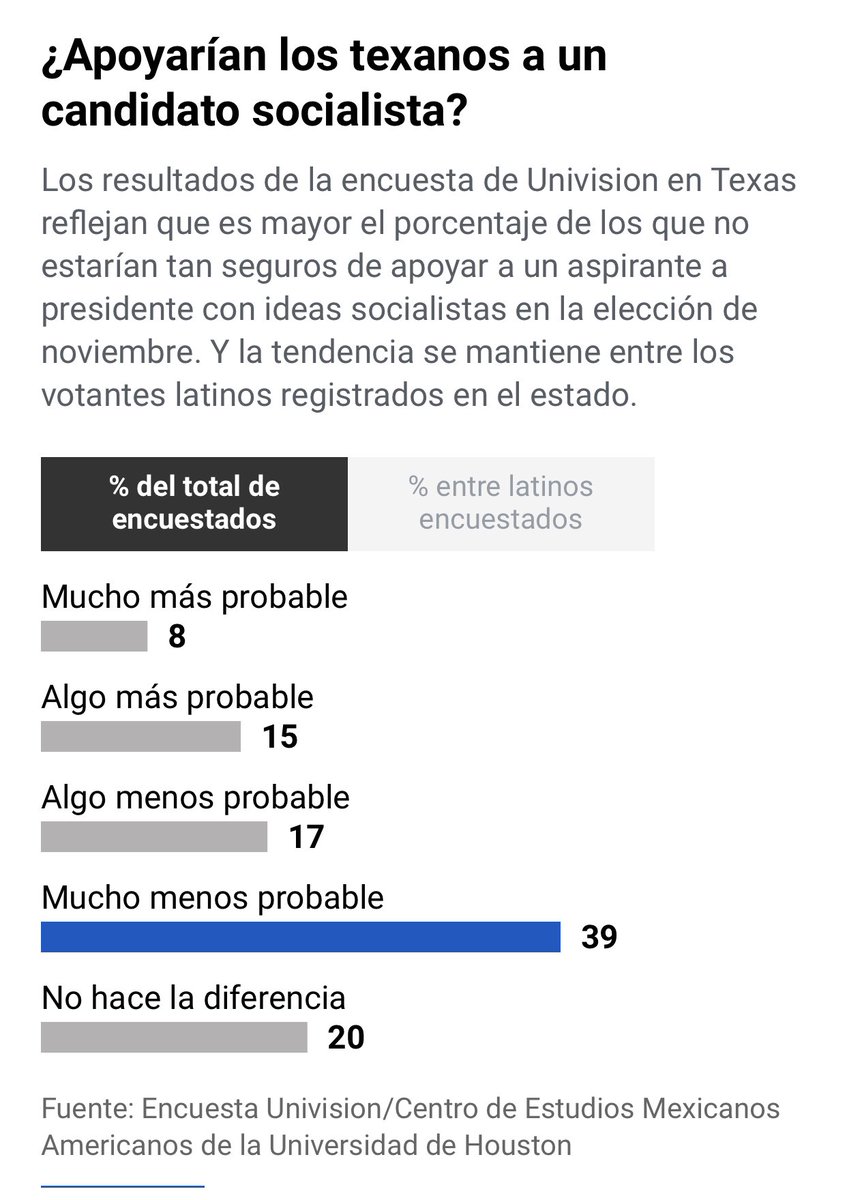 ¿Apoyarían los texanos a un
candidato socialista?
Los resultados de la encuesta de Univision en Texas
reflejan que es mayor el porcentaje de los que no
estarían tan seguros de apoyar a un aspirante a
presidente con ideas socialistas en la elección de
noviembre. Y la tendencia se mantiene entre los
votantes latinos registrados en el estado.
% del total de
encuestados
% entre latinos
encuestados
Mucho más probable
8
Algo más probable
15
Algo menos probable
17
Mucho menos probable
39
No hace la diferencia
20
Fuente: Encuesta Univision/Centro de Estudios Mexicanos
Americanos de la Universidad de Houston